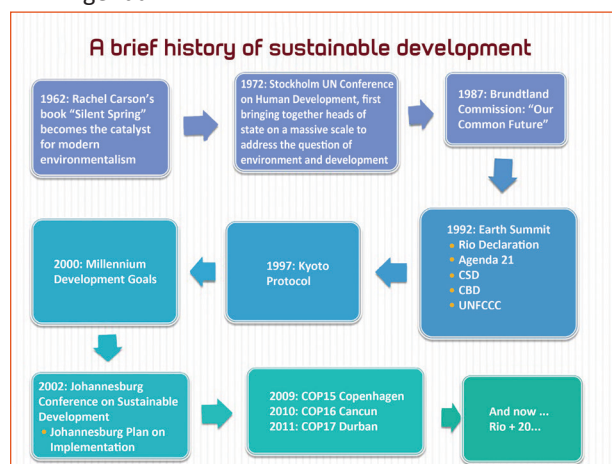 A brief history of sustainable development
1962: Rachel Carson's
book "Silent Spring"
becomes the catalyst
for modern
environmentalism
1972: Stockholm UN Conference
on Human Development, first
bringing together heads of
state on a massive scale to
address the question of
environment and development
1987: Brundtland
Commission: "Our
Common Future"
1992: Earth Summit
• Rio Declaration
• Agenda 21
• CSD
• CBD
• UNFCCC
1997: Kyoto
Protocol
2000: Millennium
Development Goals
2002: Johannesburg
Conference on Sustainable
Development
• Johannesburg Plan on
Implementation
2009: COP15 Copenhagen
2010: COP16 Cancun
2011: COP17 Durban
And now ...
Rio + 20...